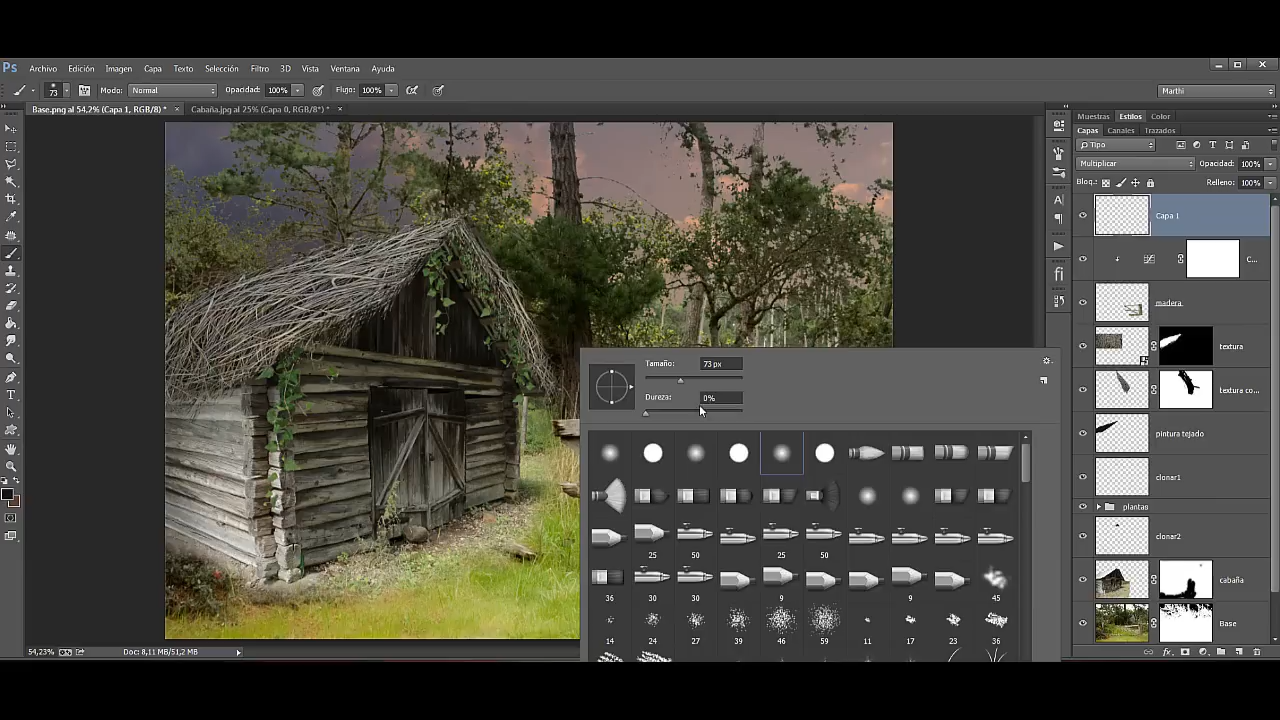 Ps Archivo Edición Imagen Capa Texto Selección Filtro 3D Vista Ventana Ayuda
73 Modo: Normal Opacidad: 100% Flujo: 100% Marthi
Base.png al 54,2% (Capa 1, RGB/8) * × Cabaña.jpg al 25% (Capa 0, RGB/8*) * ×
Muestras Estilos Color
Capas Canales Trazados
Tipo
Multiplicar Opacidad: 100%
Bloq.: Relleno: 100%
Capa 1
C...
madera
textura
textura co...
pintura tejado
clonar1
plantas
clonar2
cabaña
Base
fx
Tamaño: 73 px
Dureza: 0%
25 50 25 50
36 30 30 9 9 45
14 24 27 39 46 59 11 17 23 36
54,23% Doc: 8,11 MB/51,2 MB